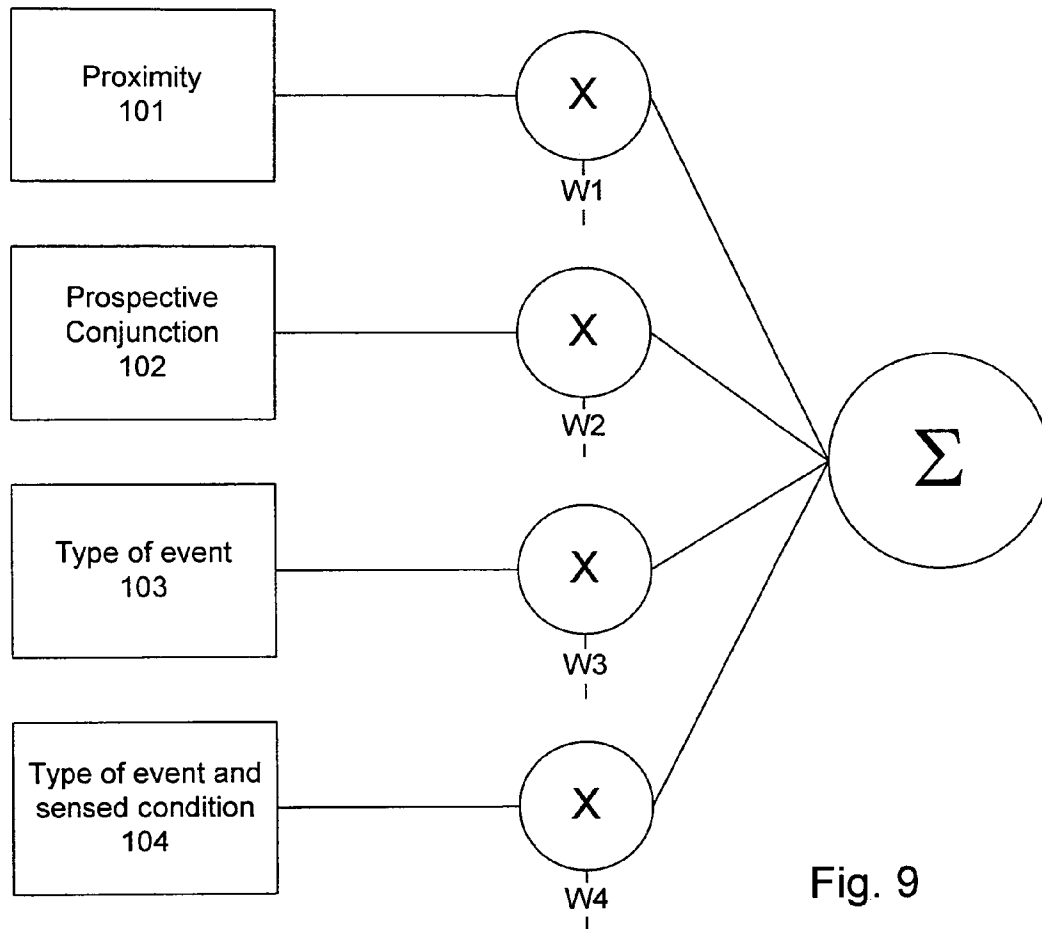 Proximity
101
X
W1
Prospective
Conjunction
102
X
W2
Σ
Type of event
103
X
W3
Type of event and
sensed condition
104
X
W4
Fig. 9